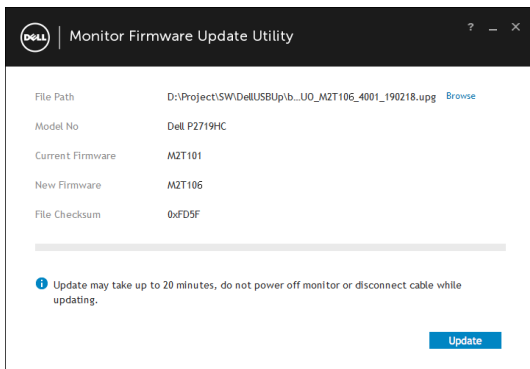 DELL Monitor Firmware Update Utility ? _ ×
File Path D:\Project\SW\DellUSBUp\b...UO_M2T106_4001_190218.upg Browse
Model No Dell P2719HC
Current Firmware M2T101
New Firmware M2T106
File Checksum 0xFD5F
Update may take up to 20 minutes, do not power off monitor or disconnect cable while
updating.
Update